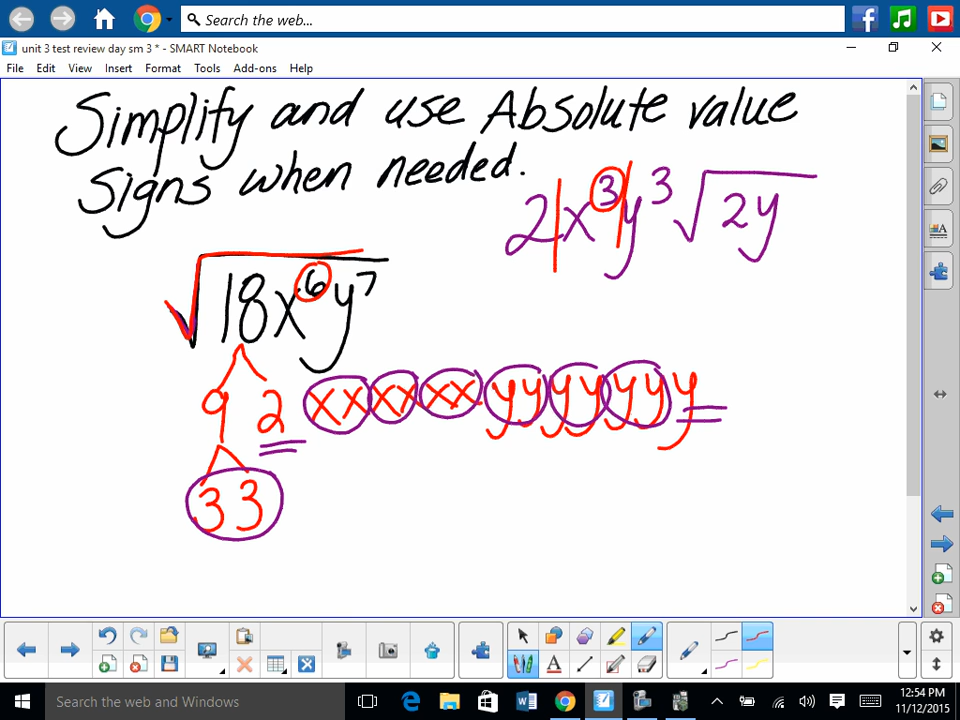 Search the web...
unit 3 test review day sm 3 * - SMART Notebook
File Edit View Insert Format Tools Add-ons Help
Simplify and use Absolute value
signs when needed.
2|x³|y³√2y
√18x⁶y⁷
9 2 xx xx xx yy yy yy y
3 3
Search the web and Windows
12:54 PM
11/12/2015